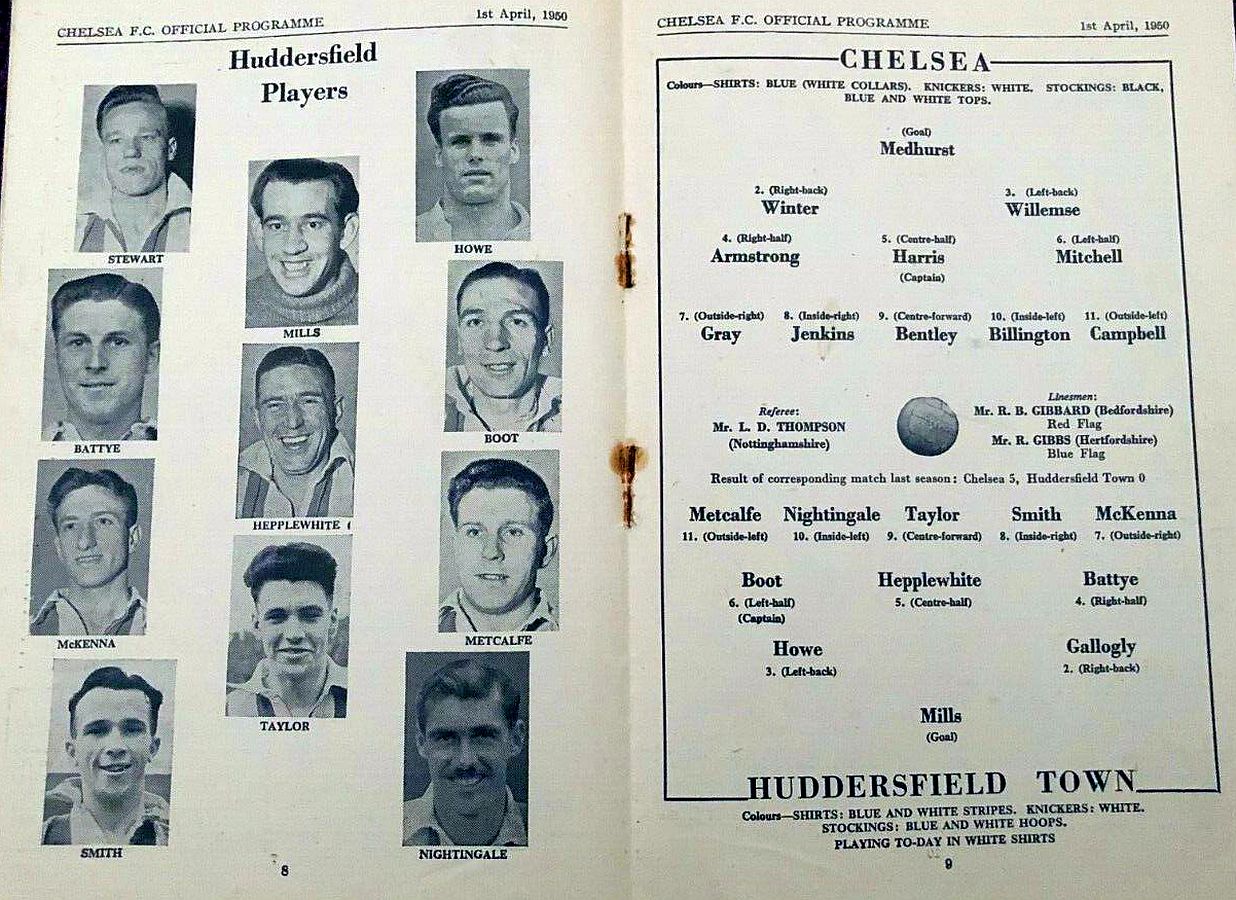 CHELSEA F.C. OFFICIAL PROGRAMME 1st April, 1950
Huddersfield
Players
STEWART
MILLS
HOWE
BATTYE
HEPPLEWHITE
BOOT
McKENNA
TAYLOR
METCALFE
SMITH
NIGHTINGALE
8
CHELSEA F.C. OFFICIAL PROGRAMME 1st April, 1950
CHELSEA
Colours—SHIRTS: BLUE (WHITE COLLARS). KNICKERS: WHITE. STOCKINGS: BLACK,
BLUE AND WHITE TOPS.
(Goal)
Medhurst
2. (Right-back) 3. (Left-back)
Winter Willemse
4. (Right-half) 5. (Centre-half) 6. (Left-half)
Armstrong Harris Mitchell
(Captain)
7. (Outside-right) 8. (Inside-right) 9. (Centre-forward) 10. (Inside-left) 11. (Outside-left)
Gray Jenkins Bentley Billington Campbell
Referee:
Mr. L. D. THOMPSON
(Nottinghamshire)
Linesmen:
Mr. R. B. GIBBARD (Bedfordshire)
Red Flag
Mr. R. GIBBS (Hertfordshire)
Blue Flag
Result of corresponding match last season: Chelsea 5, Huddersfield Town 0
Metcalfe Nightingale Taylor Smith McKenna
11. (Outside-left) 10. (Inside-left) 9. (Centre-forward) 8. (Inside-right) 7. (Outside-right)
Boot Hepplewhite Battye
6. (Left-half) 5. (Centre-half) 4. (Right-half)
(Captain)
Howe Gallogly
3. (Left-back) 2. (Right-back)
Mills
(Goal)
HUDDERSFIELD TOWN
Colours—SHIRTS: BLUE AND WHITE STRIPES. KNICKERS: WHITE.
STOCKINGS: BLUE AND WHITE HOOPS.
PLAYING TO-DAY IN WHITE SHIRTS
9